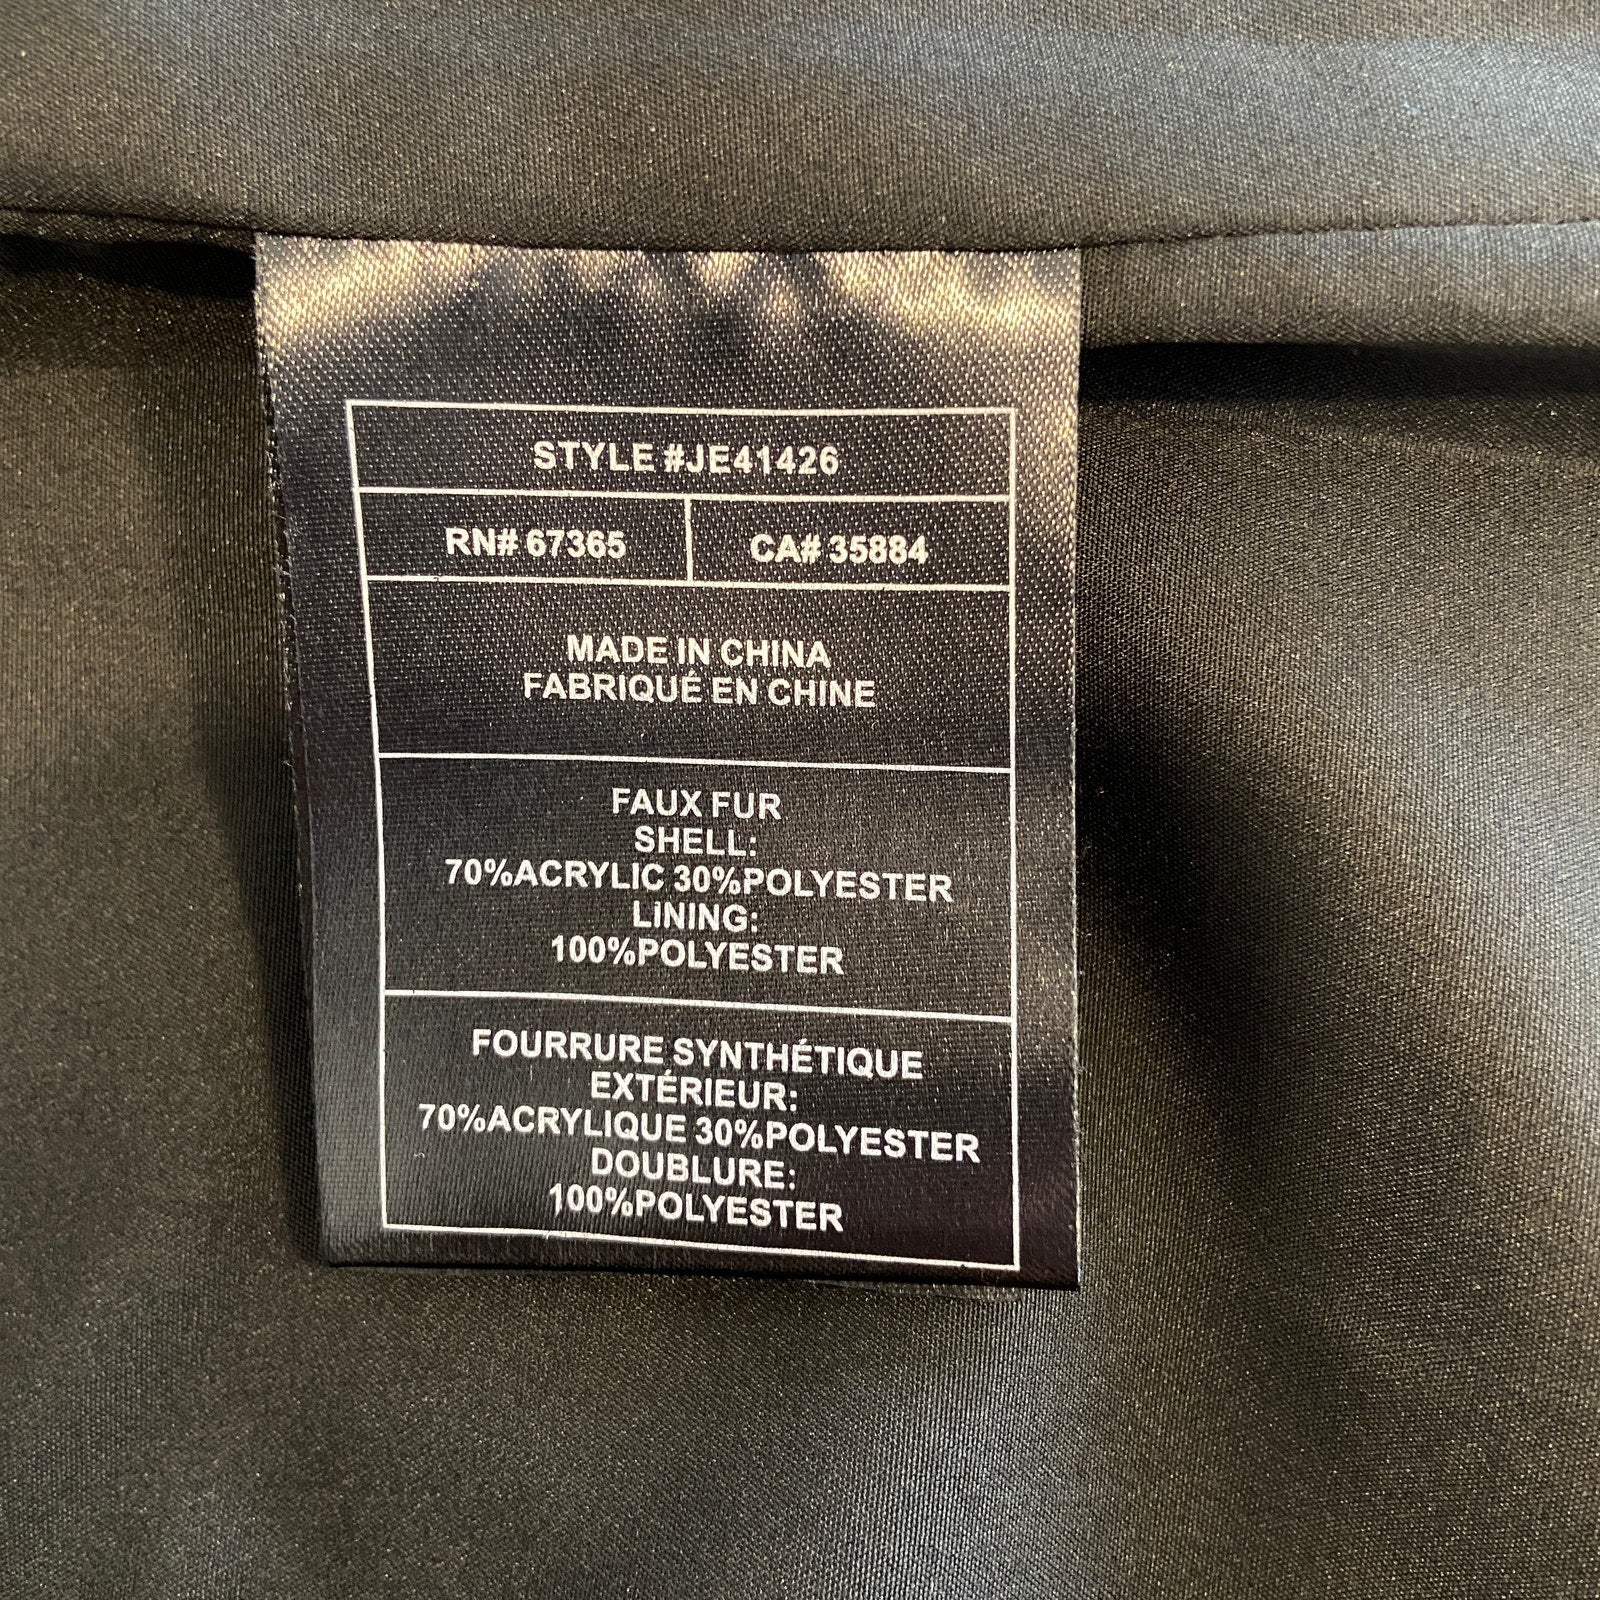 STYLE #JE41426
RN# 67365 CA# 35884
MADE IN CHINA
FABRIQUÉ EN CHINE
FAUX FUR
SHELL:
70%ACRYLIC 30%POLYESTER
LINING:
100%POLYESTER
FOURRURE SYNTHÉTIQUE
EXTÉRIEUR:
70%ACRYLIQUE 30%POLYESTER
DOUBLURE:
100%POLYESTER